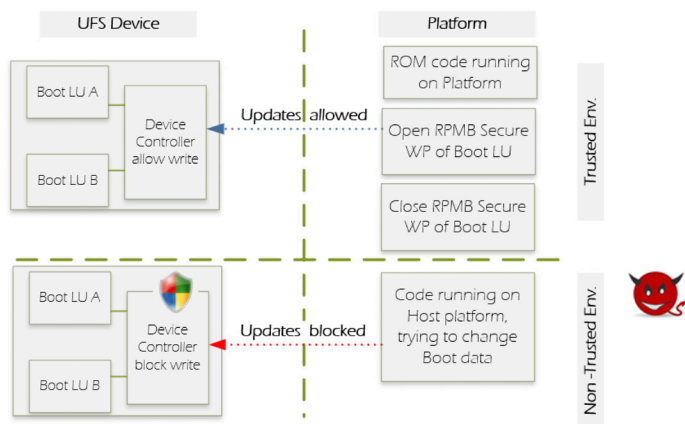 UFS Device
Platform
Boot LU A
Boot LU B
Device
Controller
allow write
Updates allowed
ROM code running
on Platform
Open RPMB Secure
WP of Boot LU
Close RPMB Secure
WP of Boot LU
Trusted Env.
Boot LU A
Boot LU B
Device
Controller
block write
Updates blocked
Code running on
Host platform,
trying to change
Boot data
Non -Trusted Env.